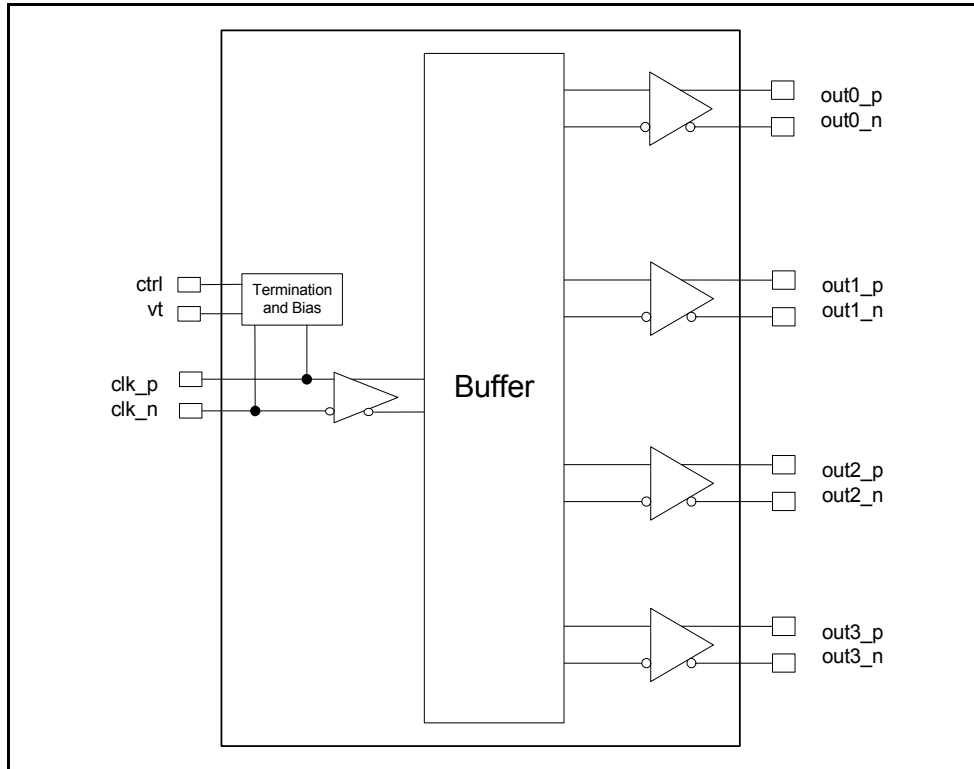 out0_p
out0_n
ctrl
vt
Termination
and Bias
out1_p
out1_n
clk_p
clk_n
Buffer
out2_p
out2_n
out3_p
out3_n